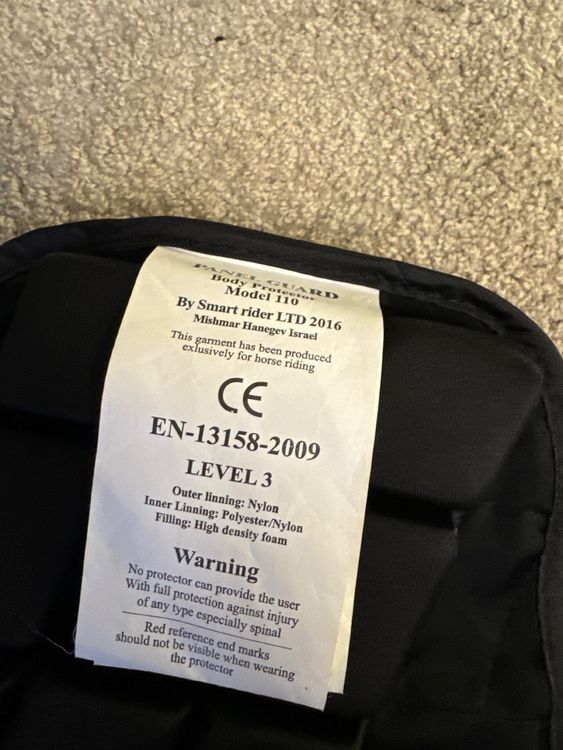 PANEL GUARD
Body Protector
Model 110
By Smart rider LTD 2016
Mishmar Hanegev Israel
This garment has been produced
exlusively for horse riding
CE
EN-13158-2009
LEVEL 3
Outer linning: Nylon
Inner Linning: Polyester/Nylon
Filling: High density foam
Warning
No protector can provide the user
With full protection against injury
of any type especially spinal
Red reference end marks
should not be visible when wearing
the protector